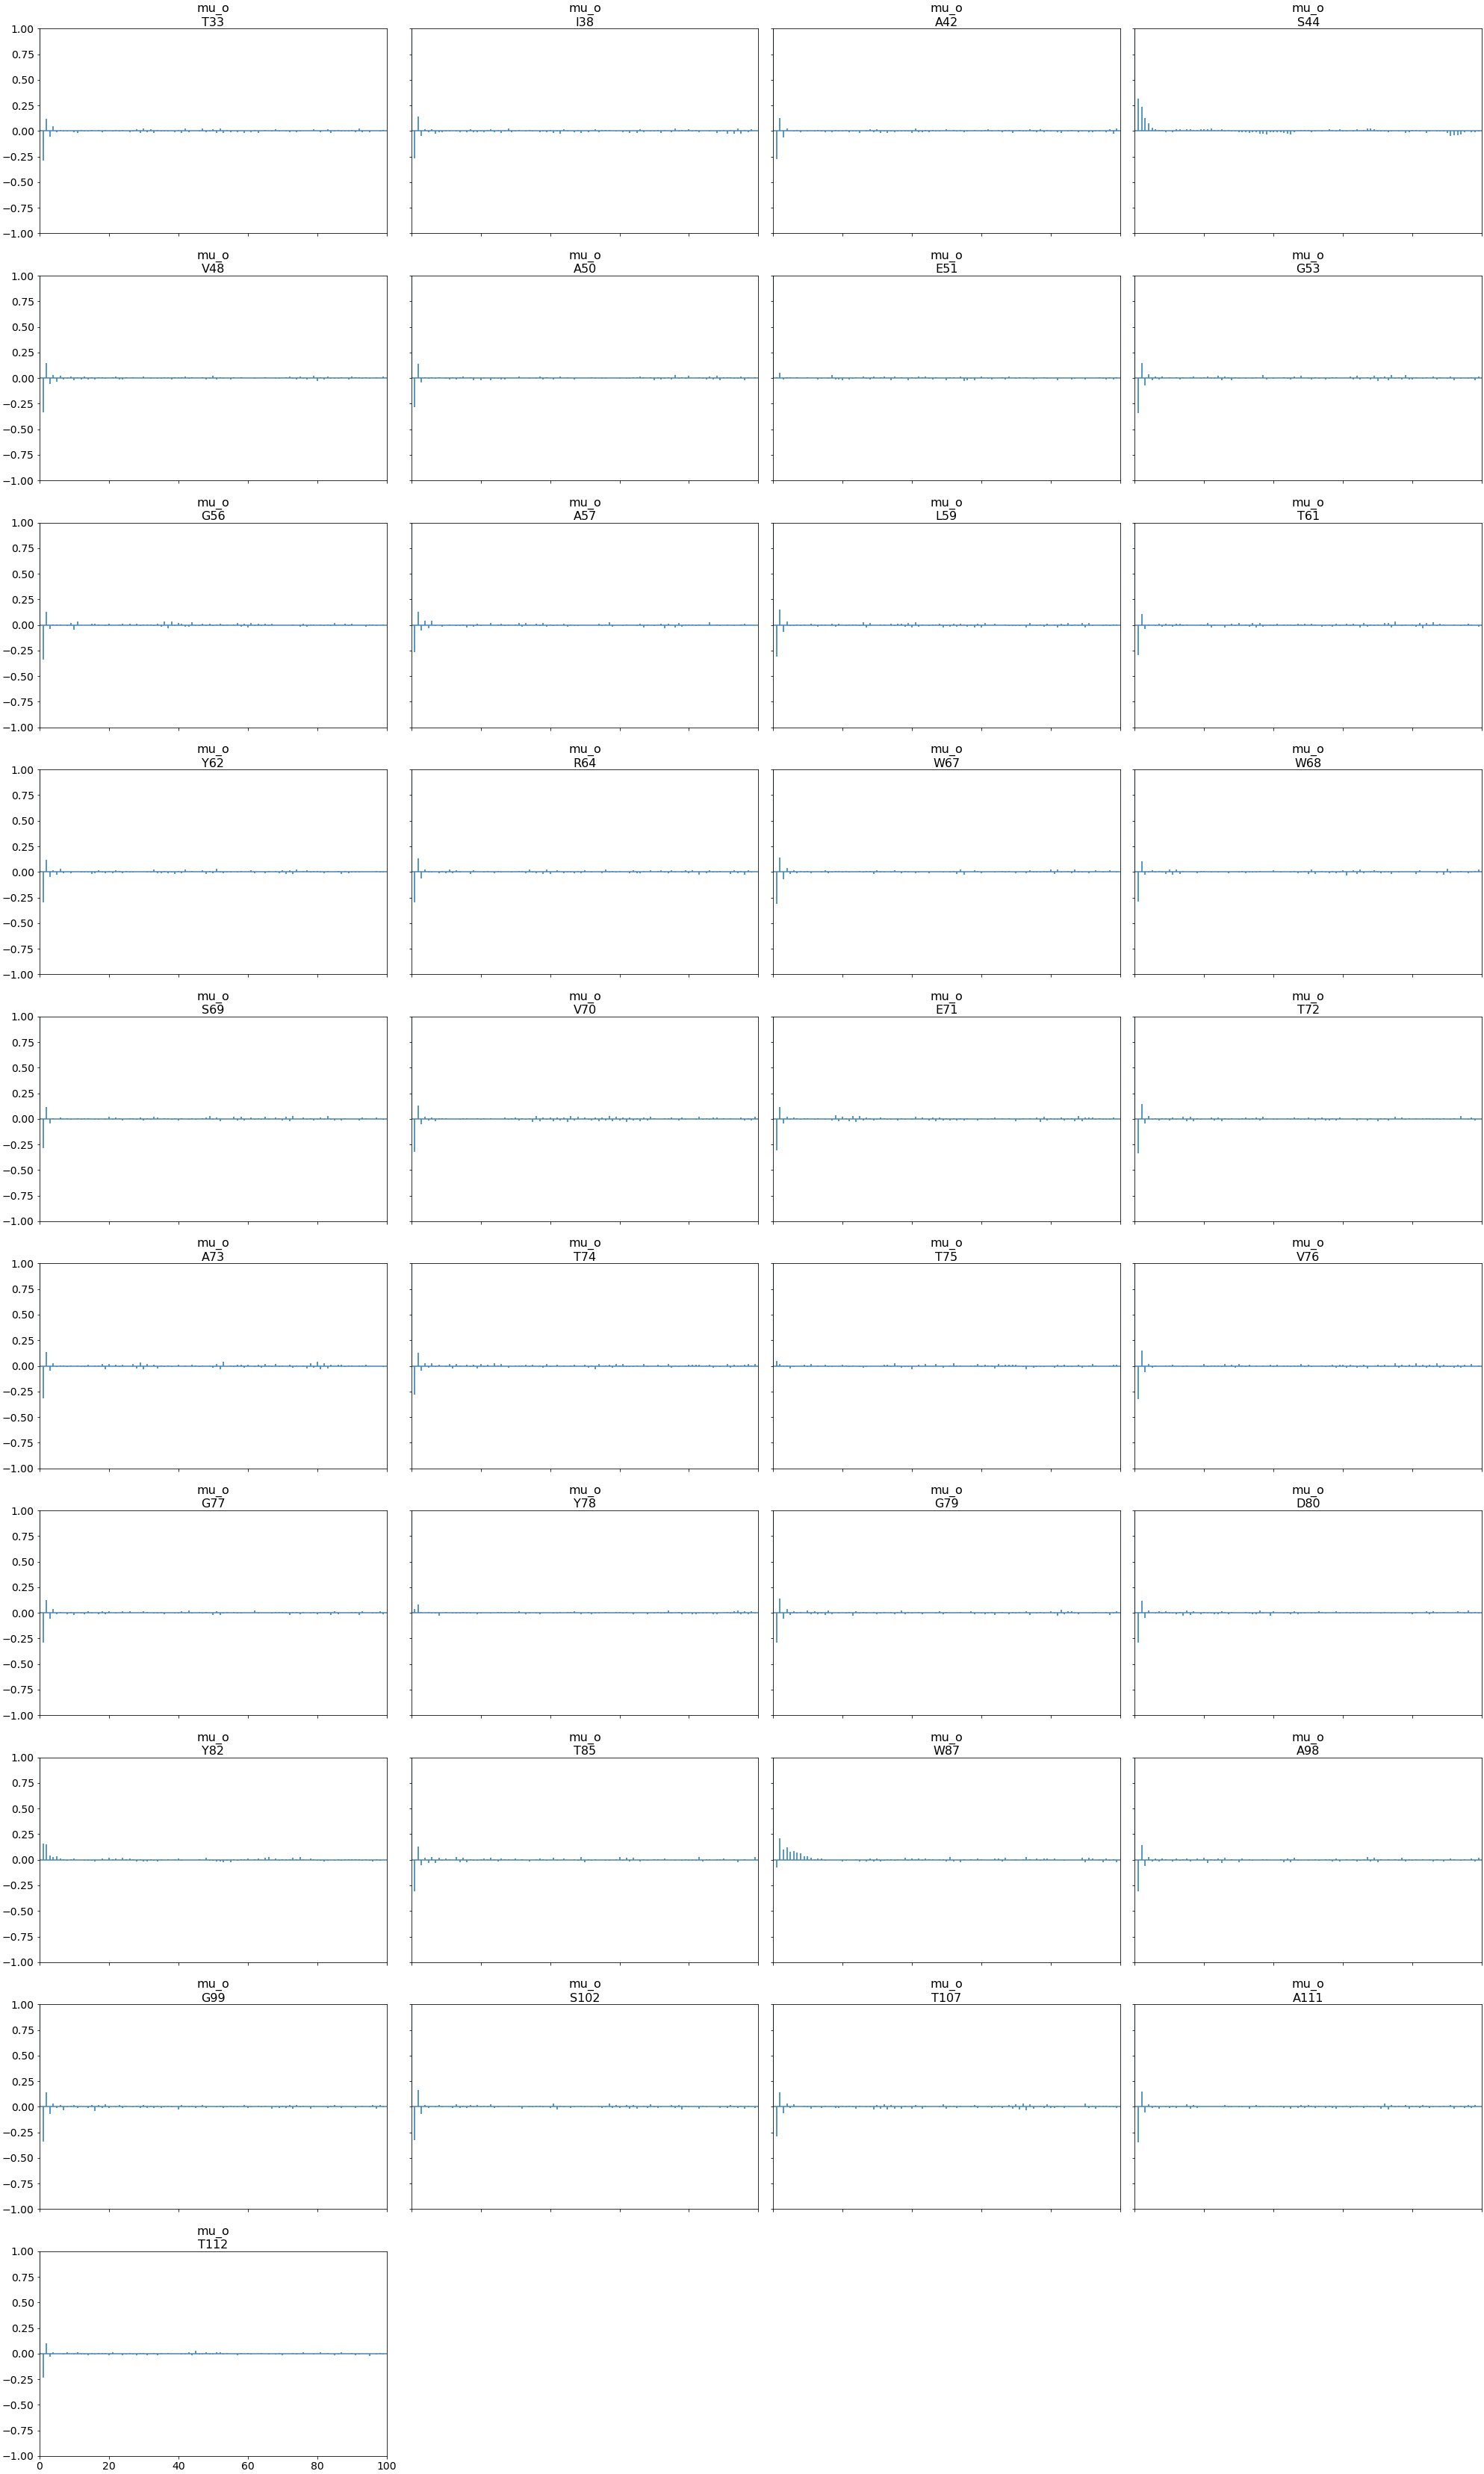 mu_o
T33
1.00
0.75
0.50
0.25
0.00
−0.25
−0.50
−0.75
−1.00
mu_o
I38
mu_o
A42
mu_o
S44
mu_o
V48
1.00
0.75
0.50
0.25
0.00
−0.25
−0.50
−0.75
−1.00
mu_o
A50
mu_o
E51
mu_o
G53
mu_o
G56
1.00
0.75
0.50
0.25
0.00
−0.25
−0.50
−0.75
−1.00
mu_o
A57
mu_o
L59
mu_o
T61
mu_o
Y62
1.00
0.75
0.50
0.25
0.00
−0.25
−0.50
−0.75
−1.00
mu_o
R64
mu_o
W67
mu_o
W68
mu_o
S69
1.00
0.75
0.50
0.25
0.00
−0.25
−0.50
−0.75
−1.00
mu_o
V70
mu_o
E71
mu_o
T72
mu_o
A73
1.00
0.75
0.50
0.25
0.00
−0.25
−0.50
−0.75
−1.00
mu_o
T74
mu_o
T75
mu_o
V76
mu_o
G77
1.00
0.75
0.50
0.25
0.00
−0.25
−0.50
−0.75
−1.00
mu_o
Y78
mu_o
G79
mu_o
D80
mu_o
Y82
1.00
0.75
0.50
0.25
0.00
−0.25
−0.50
−0.75
−1.00
mu_o
T85
mu_o
W87
mu_o
A98
mu_o
G99
1.00
0.75
0.50
0.25
0.00
−0.25
−0.50
−0.75
−1.00
mu_o
S102
mu_o
T107
mu_o
A111
mu_o
T112
1.00
0.75
0.50
0.25
0.00
−0.25
−0.50
−0.75
−1.00
0 20 40 60 80 100